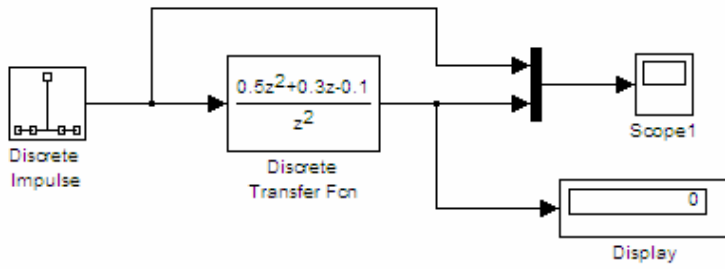 0.5z²+0.3z-0.1
z²
Discrete
Impulse
Discrete
Transfer Fcn
Scope1
0
Display